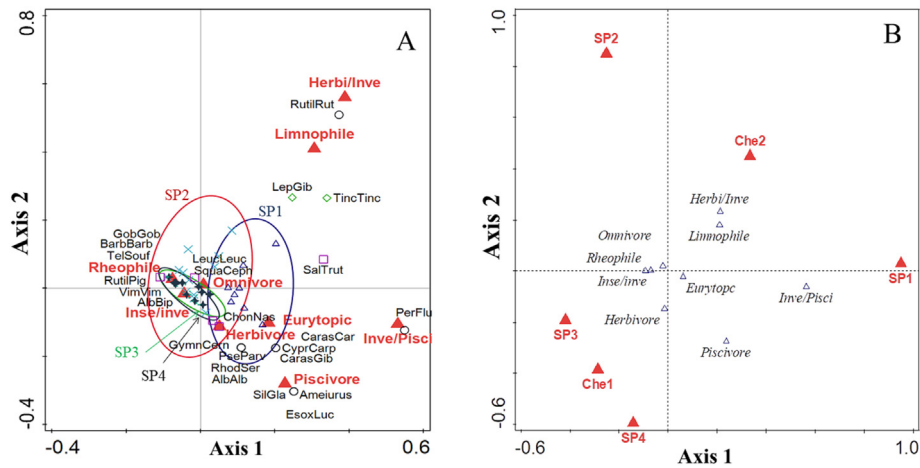 0.8
A
Herbi/Inve
RutilRut
Limnophile
LepGib
TincTinc
SP2
SP1
GobGob
BarbBarb
TelSouf
LeucLeuc
SquaCeph
SalTrut
Rheophile
Omnivore
RutilPig
VimVim
AlbBip
Inse/inve
ChonNas
Eurytopic
PerFlu
Herbivore
Inve/Pisci
SP3
GymnCern
CarasCar
PseParv
CyprCarp
SP4
RhodSer
CarasGib
AlbAlb
Piscivore
SilGla
Ameiurus
EsoxLuc
-0.4
-0.4
Axis 1
0.6
Axis 2
1.0
B
SP2
Che2
Herbi/Inve
Limnophile
Omnivore
Rheophile
SP1
Inse/inve
Eurytopc
Inve/Pisci
Herbivore
SP3
Piscivore
Che1
SP4
-0.6
-0.6
Axis 1
1.0
Axis 2